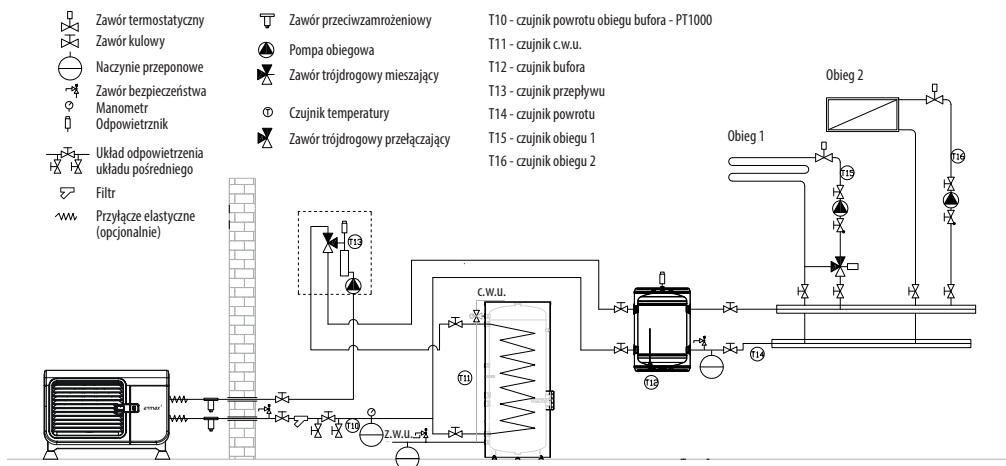 Zawór termostatyczny
Zawór kulowy
Naczynie przeponowe
Zawór bezpieczeństwa
Manometr
Odpowietrznik
Układ odpowietrzenia
układu pośredniego
Filtr
Przyłącze elastyczne
(opcjonalnie)
Zawór przeciwzamrożeniowy
Pompa obiegowa
Zawór trójdrogowy mieszający
T
Czujnik temperatury
Zawór trójdrogowy przełączający
T10 - czujnik powrotu obiegu bufora - PT1000
T11 - czujnik c.w.u.
T12 - czujnik bufora
T13 - czujnik przepływu
T14 - czujnik powrotu
T15 - czujnik obiegu 1
T16 - czujnik obiegu 2
Obieg 2
Obieg 1
T16
T15
T13
c.w.u.
T11
T12
T14
T10
z.w.u.